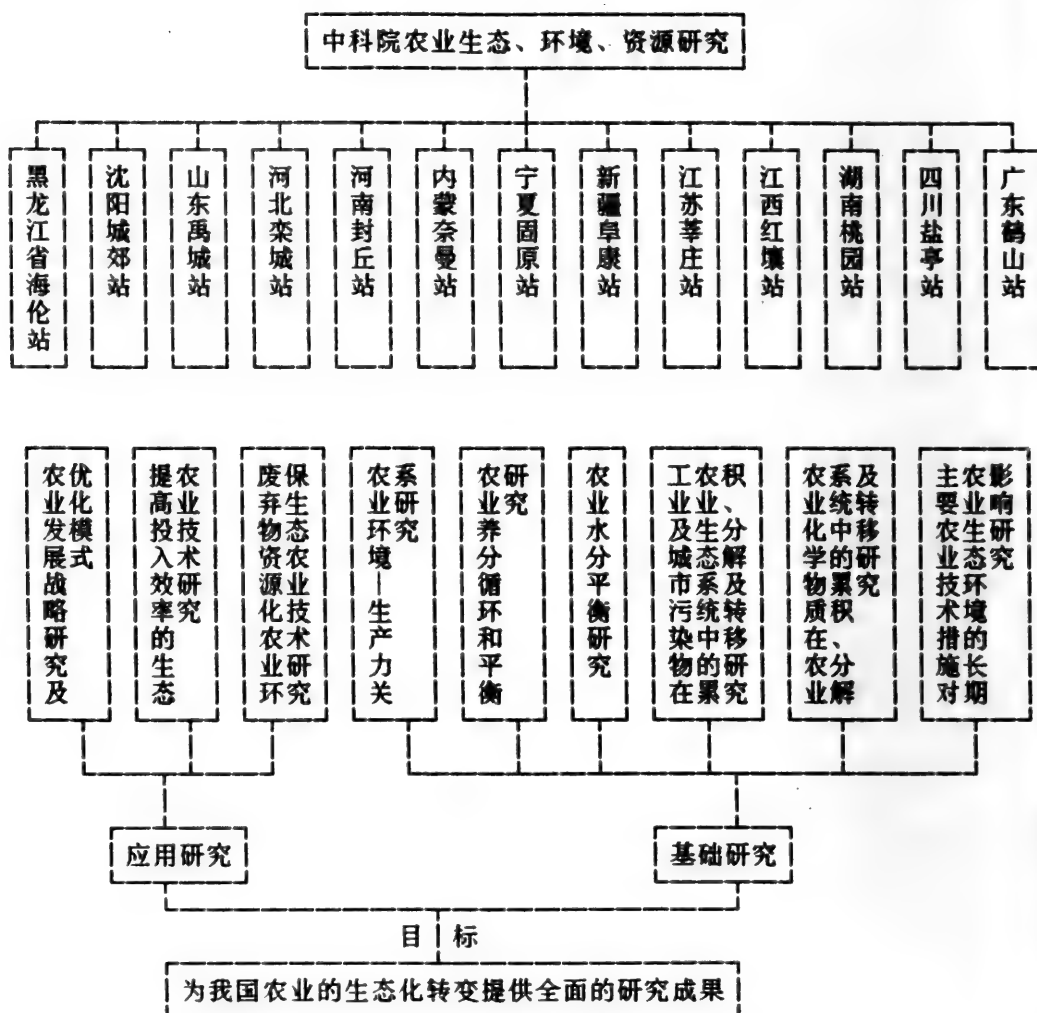 中科院农业生态、环境、资源研究
黑龙江省海伦站
沈阳城郊站
山东禹城站
河北栾城站
河南封丘站
内蒙奈曼站
宁夏固原站
新疆阜康站
江苏莘庄站
江西红壤站
湖南桃园站
四川盐亭站
广东鹤山站
农业发展战略研究及
优化模式
提高投入效率的生态
农业技术研究
废弃物资源化农业环
保生态农业技术研究
农业环境—生产力关
系研究
农业养分循环和平衡
研究
农业水分平衡研究
工业及城市污染物在
农业生态系统中的累
积、分解及转移研究
农业化学物质在农业
系统中的累积、分解
及转移研究
主要农业技术措施对
农业生态环境的长期
影响研究
应用研究
基础研究
目标
为我国农业的生态化转变提供全面的研究成果